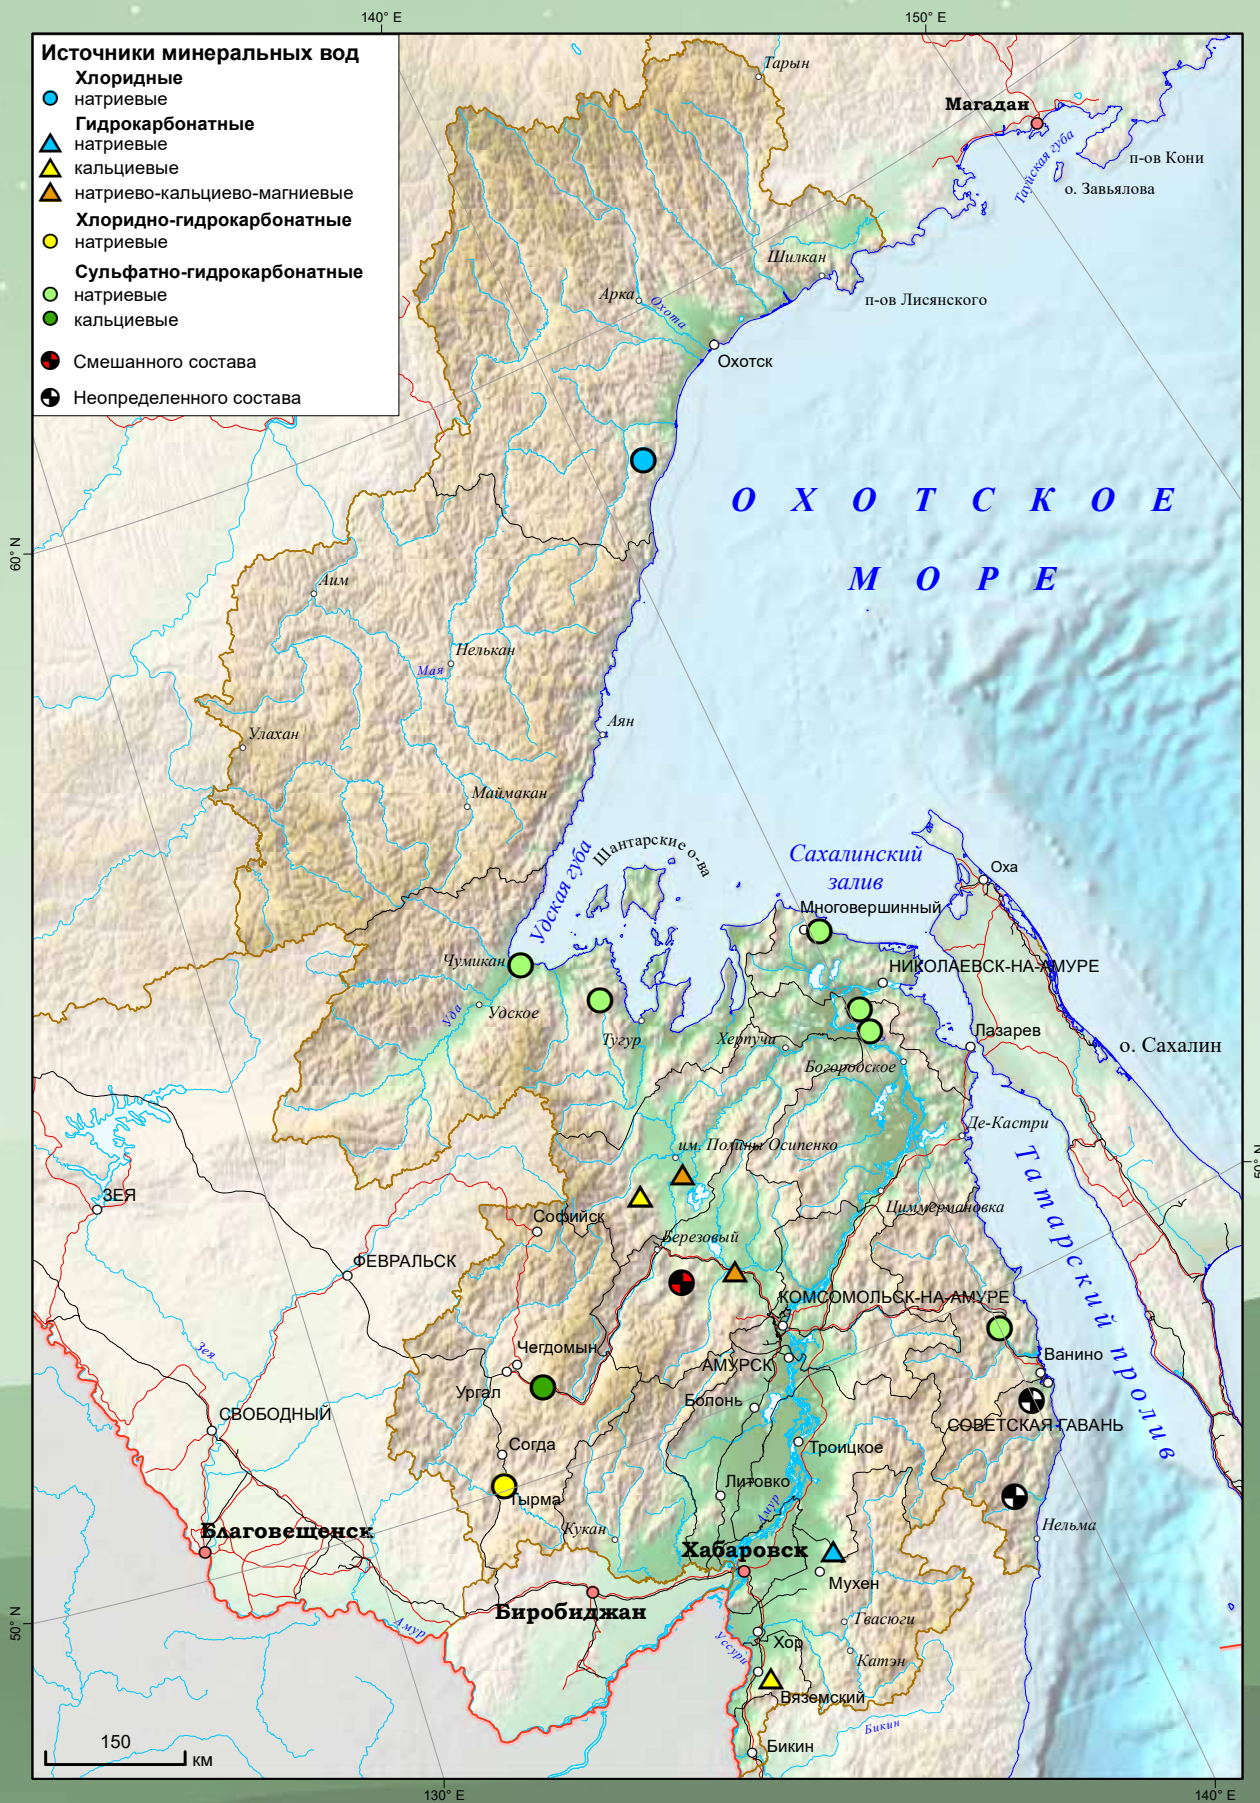 140° E
150° E
Источники минеральных вод
Хлоридные
натриевые
Гидрокарбонатные
натриевые
кальциевые
натриево-кальциево-магниевые
Хлоридно-гидрокарбонатные
натриевые
Сульфатно-гидрокарбонатные
натриевые
кальциевые
Смешанного состава
Неопределенного состава
Тарын
Магадан
Тауйская губа
п-ов Кони
о. Завьялова
Шилкан
п-ов Лисянского
Арка
Охота
Охотск
ОХОТСКОЕ
МОРЕ
60° N
Аим
Нелькан
Мая
Аян
Улахан
Маймакан
Шантарские о-ва
Удская губа
Сахалинский
залив
Оха
Многовершинный
Чумикан
НИКОЛАЕВСК-НА-АМУРЕ
Уда
Удское
Тугур
Херпучи
Лазарев
о. Сахалин
Богородское
Де-Кастри
им. Полины Осипенко
50° N
Татарский пролив
ЗЕЯ
Софийск
Циммермановка
Березовый
ФЕВРАЛЬСК
КОМСОМОЛЬСК-НА-АМУРЕ
Зея
Чегдомын
АМУРСК
Ванино
Ургал
Болонь
СВОБОДНЫЙ
СОВЕТСКАЯ ГАВАНЬ
Согда
Троицкое
Литовко
Тырма
Амур
Кукан
Нельма
Благовещенск
Хабаровск
Мухен
Биробиджан
Гвасюги
50° N
Амур
Уссури
Хор
Катэн
Вяземский
Бикин
Бикин
150
км
130° E
140° E